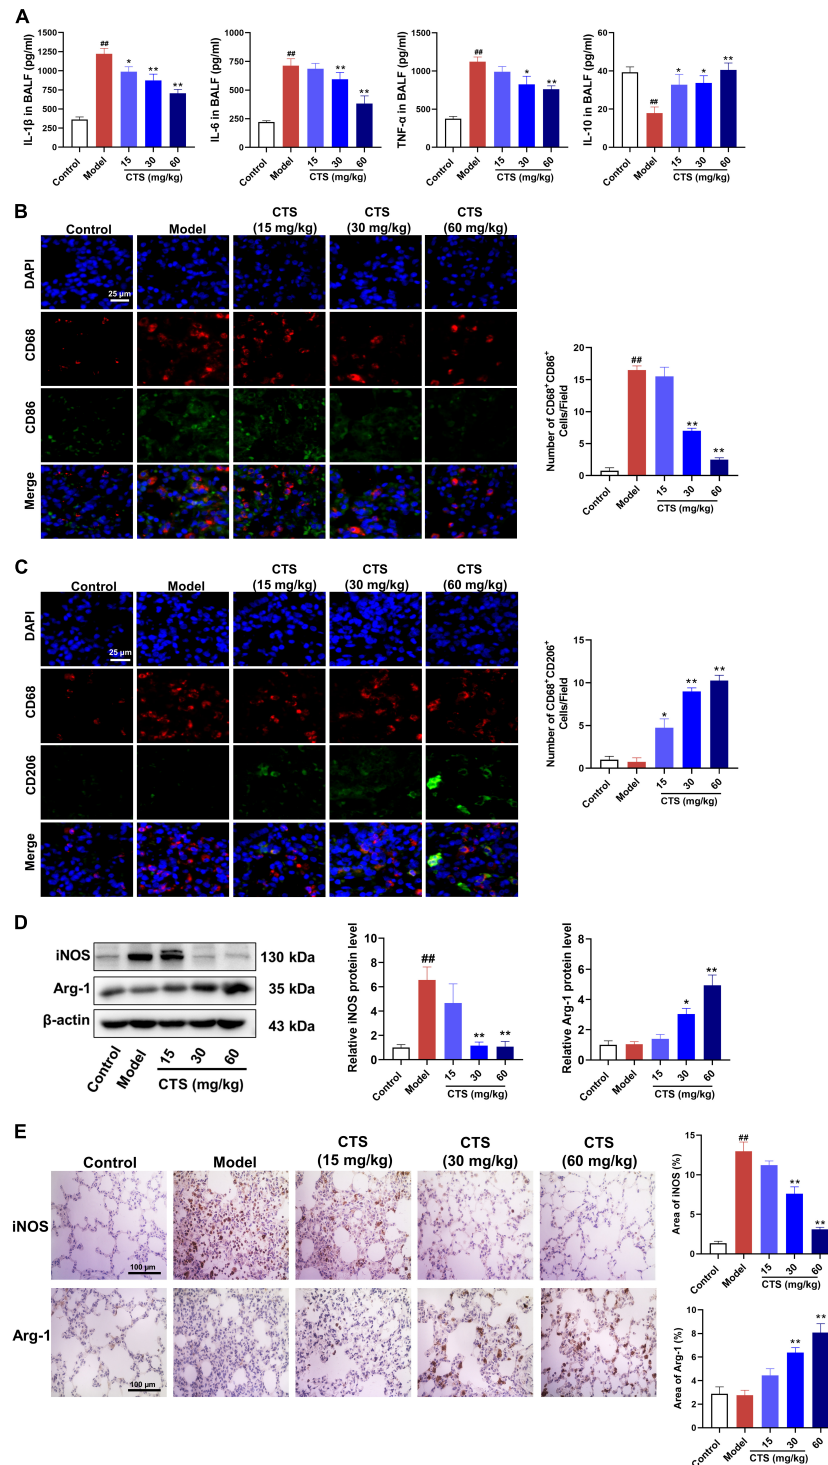 A
IL-1β in BALF (pg/ml)
1500
1250
1000
750
500
250
0
##
*
**
**
Control
Model
15
30
60
CTS (mg/kg)
IL-6 in BALF (pg/ml)
1000
750
500
250
0
##
**
**
Control
Model
15
30
60
CTS (mg/kg)
TNF-α in BALF (pg/ml)
1500
1000
500
0
##
*
**
Control
Model
15
30
60
CTS (mg/kg)
IL-10 in BALF (pg/ml)
60
40
20
0
##
*
*
**
Control
Model
15
30
60
CTS (mg/kg)
B
Control
Model
CTS
(15 mg/kg)
CTS
(30 mg/kg)
CTS
(60 mg/kg)
DAPI
25 µm
CD68
CD86
Merge
Number of CD68+CD86+
Cells/Field
20
15
10
5
0
##
**
**
Control
Model
15
30
60
CTS (mg/kg)
C
Control
Model
CTS
(15 mg/kg)
CTS
(30 mg/kg)
CTS
(60 mg/kg)
DAPI
25 µm
CD68
CD206
Merge
Number of CD68+CD206+
Cells/Field
15
10
5
0
*
**
**
Control
Model
15
30
60
CTS (mg/kg)
D
iNOS
130 kDa
Arg-1
35 kDa
β-actin
43 kDa
Control
Model
15
30
60
CTS (mg/kg)
Relative iNOS protein level
10
8
6
4
2
0
##
**
**
Control
Model
15
30
60
CTS (mg/kg)
Relative Arg-1 protein level
8
6
4
2
0
*
**
Control
Model
15
30
60
CTS (mg/kg)
E
Control
Model
CTS
(15 mg/kg)
CTS
(30 mg/kg)
CTS
(60 mg/kg)
iNOS
100 µm
Arg-1
100 µm
Area of iNOS (%)
15
10
5
0
##
**
**
Control
Model
15
30
60
CTS (mg/kg)
Area of Arg-1 (%)
10
8
6
4
2
0
**
**
Control
Model
15
30
60
CTS (mg/kg)